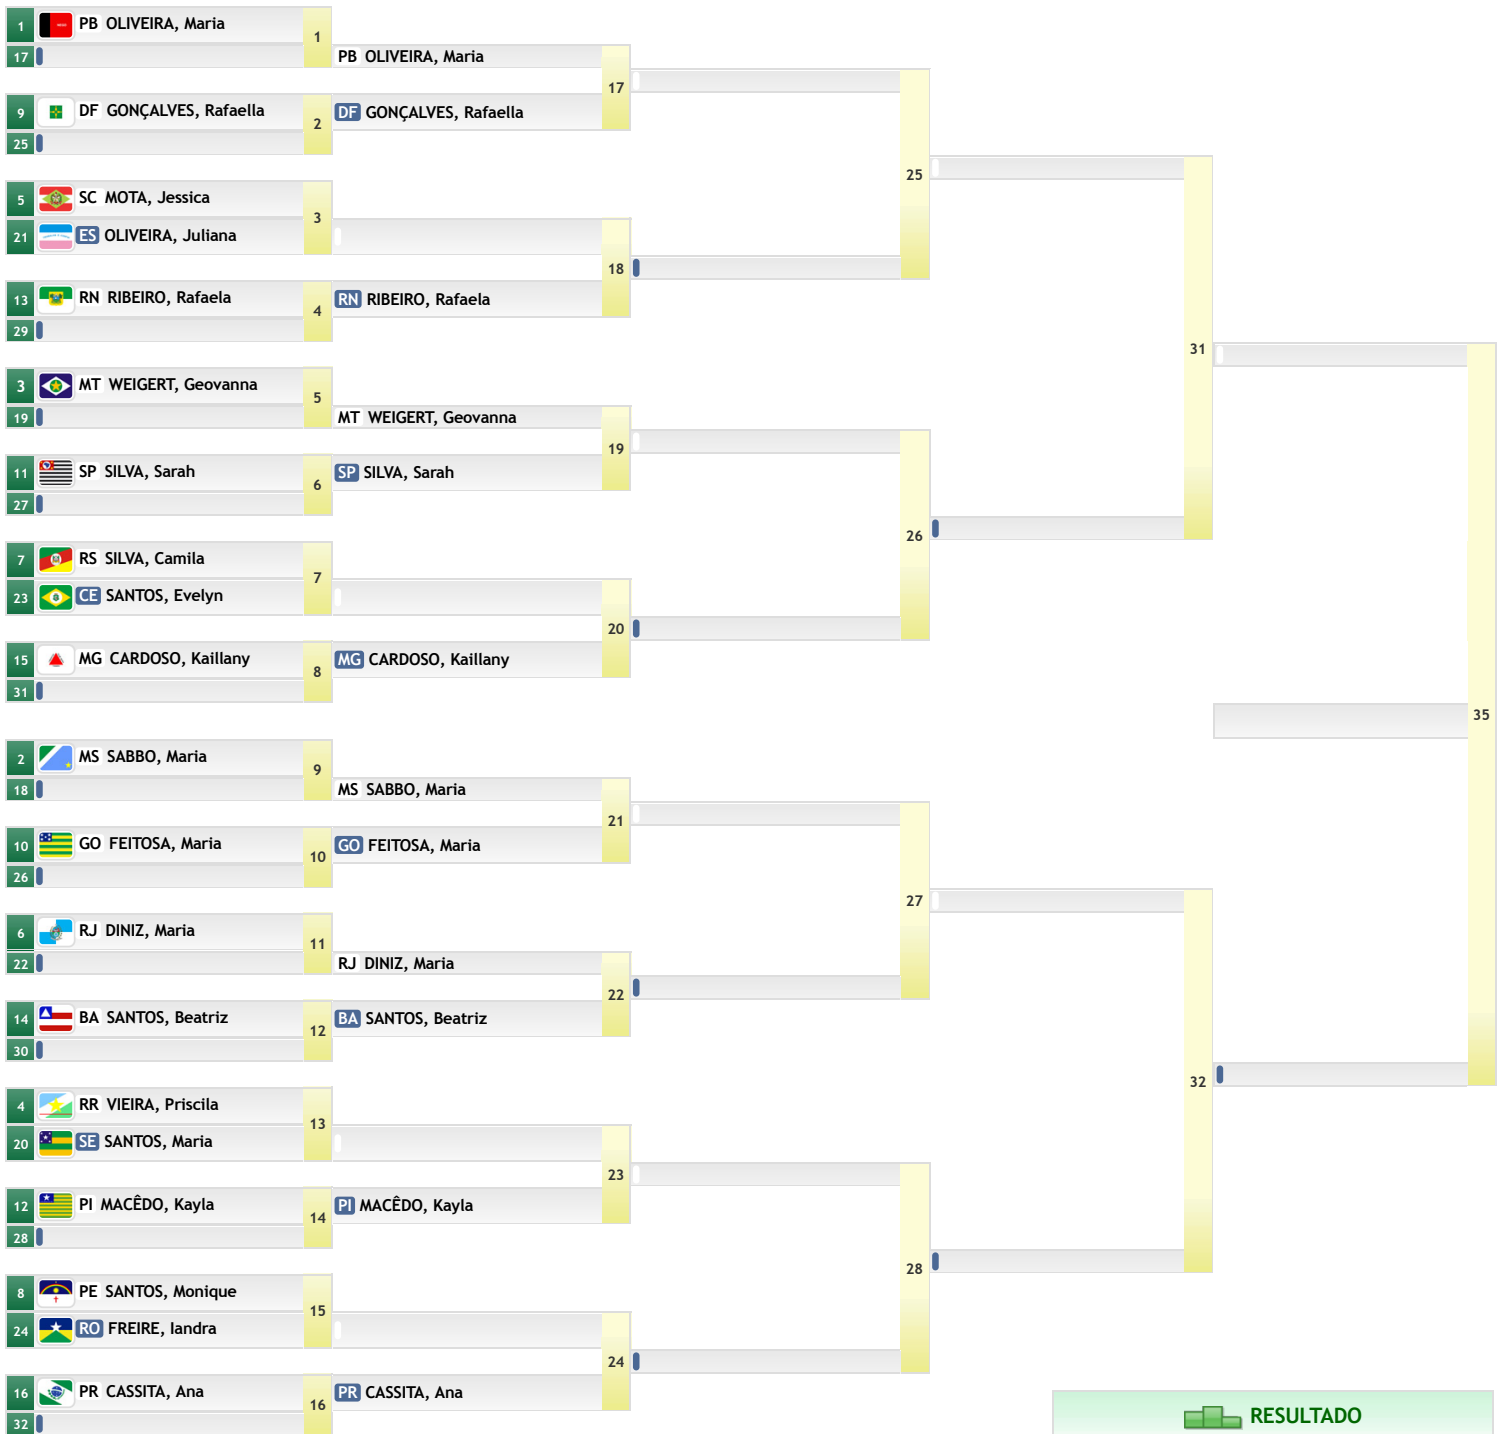 1 PB OLIVEIRA, Maria
1
17
PB OLIVEIRA, Maria
17
9 DF GONÇALVES, Rafaella
2
DF GONÇALVES, Rafaella
25
25
5 SC MOTA, Jessica
3
21 ES OLIVEIRA, Juliana
18
13 RN RIBEIRO, Rafaela
4
RN RIBEIRO, Rafaela
29
31
3 MT WEIGERT, Geovanna
5
19
MT WEIGERT, Geovanna
19
11 SP SILVA, Sarah
6
SP SILVA, Sarah
27
26
7 RS SILVA, Camila
7
23 CE SANTOS, Evelyn
20
15 MG CARDOSO, Kaillany
8
MG CARDOSO, Kaillany
31
35
2 MS SABBO, Maria
9
18
MS SABBO, Maria
21
10 GO FEITOSA, Maria
10
GO FEITOSA, Maria
26
27
6 RJ DINIZ, Maria
11
22
RJ DINIZ, Maria
22
14 BA SANTOS, Beatriz
12
BA SANTOS, Beatriz
30
32
4 RR VIEIRA, Priscila
13
20 SE SANTOS, Maria
23
12 PI MACÊDO, Kayla
14
PI MACÊDO, Kayla
28
28
8 PE SANTOS, Monique
15
24 RO FREIRE, Iandra
24
16 PR CASSITA, Ana
16
PR CASSITA, Ana
32
RESULTADO